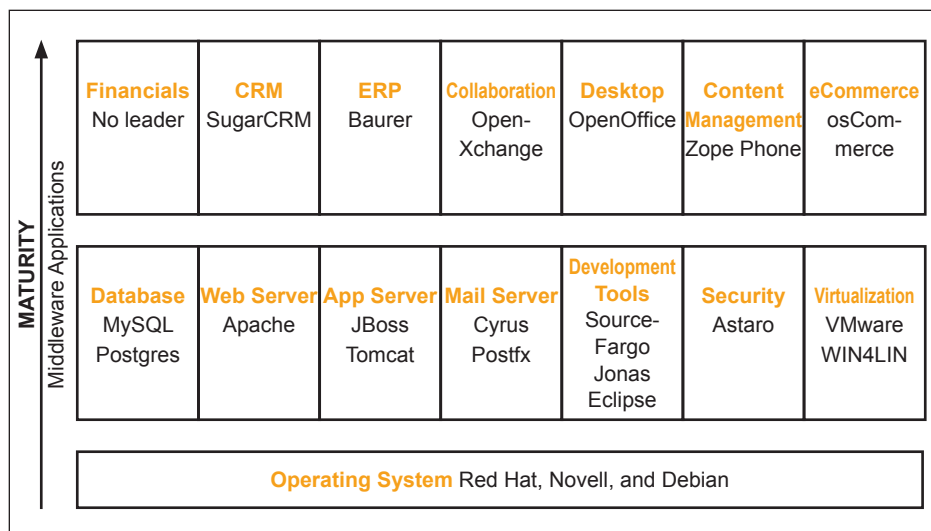 MATURITY
Middleware Applications
Financials
No leader
CRM
SugarCRM
ERP
Baurer
Collaboration
Open-
Xchange
Desktop
OpenOffice
Content
Management
Zope Phone
eCommerce
osCom-
merce
Database
MySQL
Postgres
Web Server
Apache
App Server
JBoss
Tomcat
Mail Server
Cyrus
Postfx
Development
Tools
Source-
Fargo
Jonas
Eclipse
Security
Astaro
Virtualization
VMware
WIN4LIN
Operating System Red Hat, Novell, and Debian